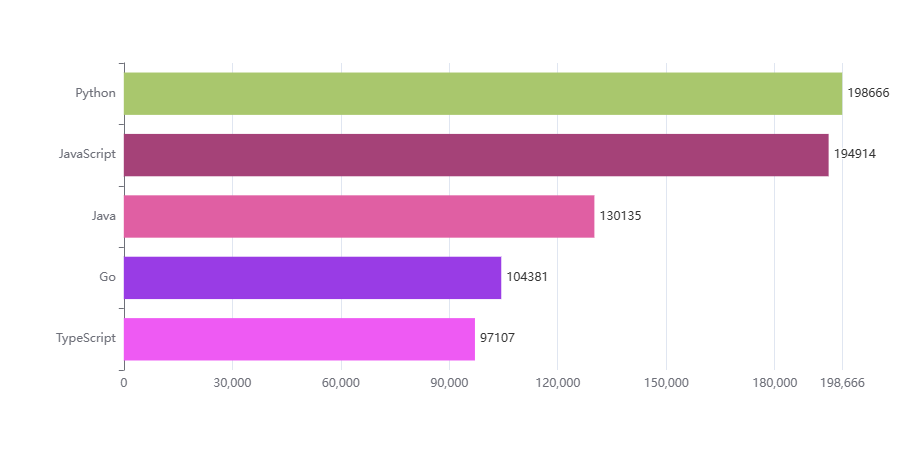 Python 198666
JavaScript 194914
Java 130135
Go 104381
TypeScript 97107
0 30,000 60,000 90,000 120,000 150,000 180,000 198,666